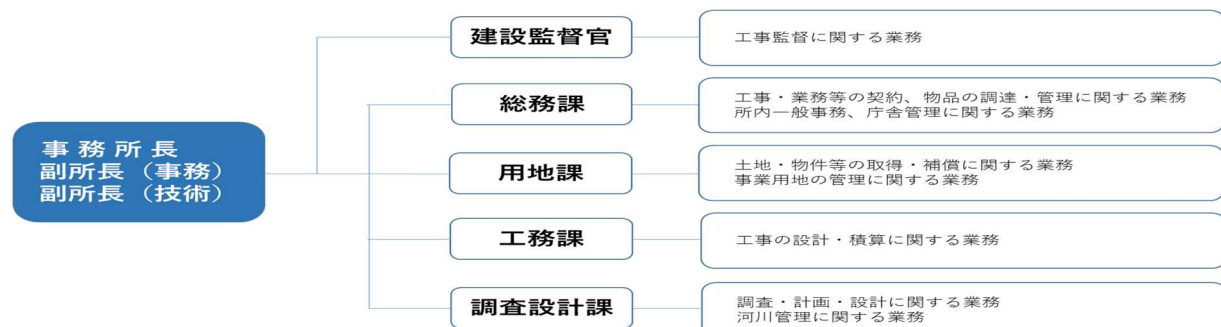 事務所長
副所長（事務）
副所長（技術）
建設監督官
工事監督に関する業務
総務課
工事・業務等の契約、物品の調達・管理に関する業務
所内一般事務、庁舎管理に関する業務
用地課
土地・物件等の取得・補償に関する業務
事業用地の管理に関する業務
工務課
工事の設計・積算に関する業務
調査設計課
調査・計画・設計に関する業務
河川管理に関する業務